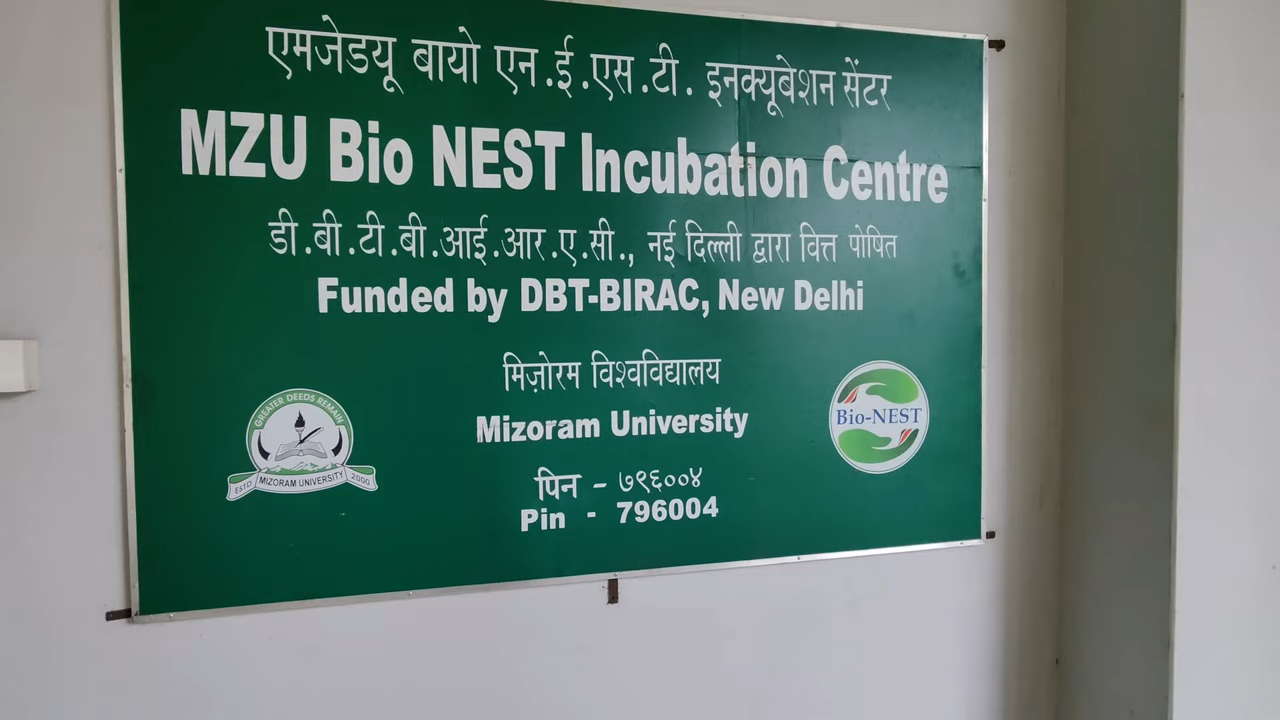 एमजेडयू बायो एन.ई.एस.टी. इनक्यूबेशन सेंटर
MZU Bio NEST Incubation Centre
डी.बी.टी.बी.आई.आर.ए.सी., नई दिल्ली द्वारा वित्त पोषित
Funded by DBT-BIRAC, New Delhi
मिज़ोरम विश्वविद्यालय
Mizoram University
पिन - ७९६००४
Pin - 796004
GREATER DEEDS REMAIN
ESTD MIZORAM UNIVERSITY 2000
Bio-NEST